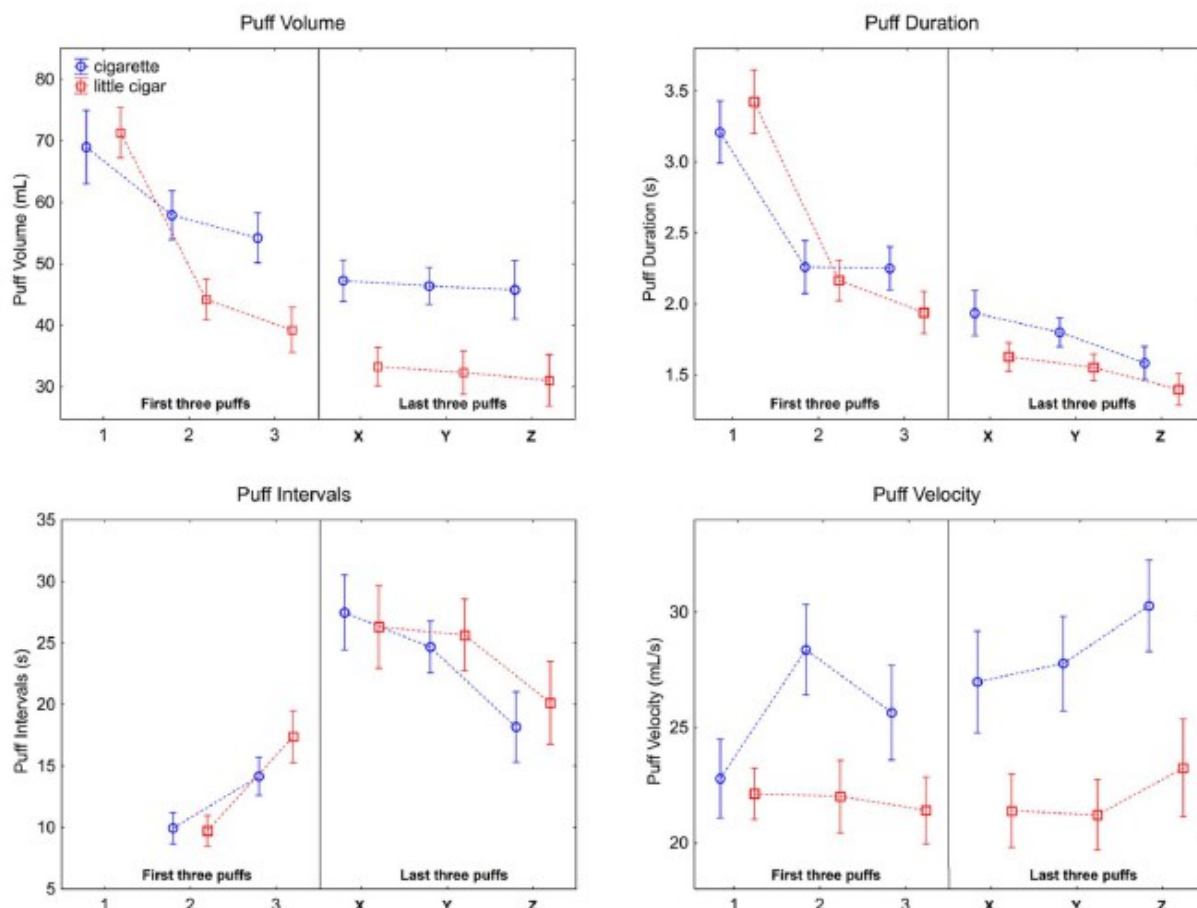 Puff Volume
Puff Duration
cigarette
little cigar
Puff Volume (mL)
80
70
60
50
40
30
First three puffs
Last three puffs
1 2 3 X Y Z
Puff Duration (s)
3.5
3.0
2.5
2.0
1.5
First three puffs
Last three puffs
1 2 3 X Y Z
Puff Intervals
Puff Velocity
Puff Intervals (s)
35
30
25
20
15
10
5
First three puffs
Last three puffs
1 2 3 X Y Z
Puff Velocity (mL/s)
30
25
20
First three puffs
Last three puffs
1 2 3 X Y Z